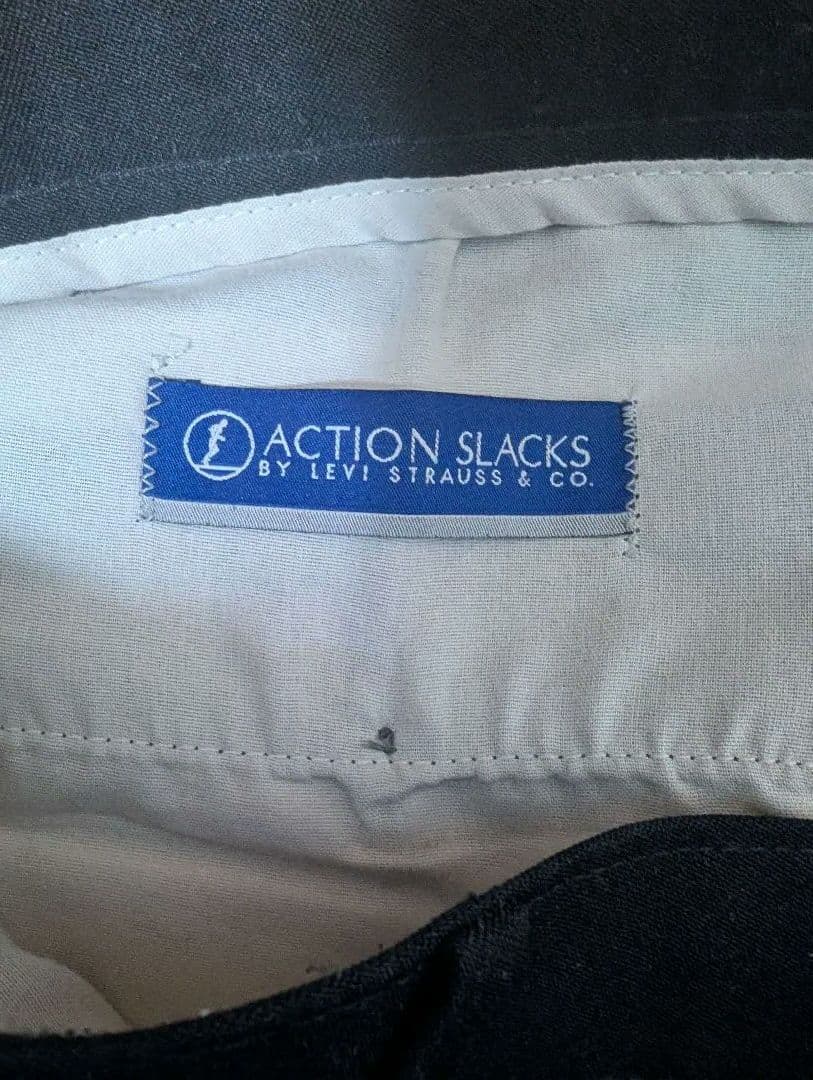 ACTION SLACKS
BY LEVI STRAUSS & CO.